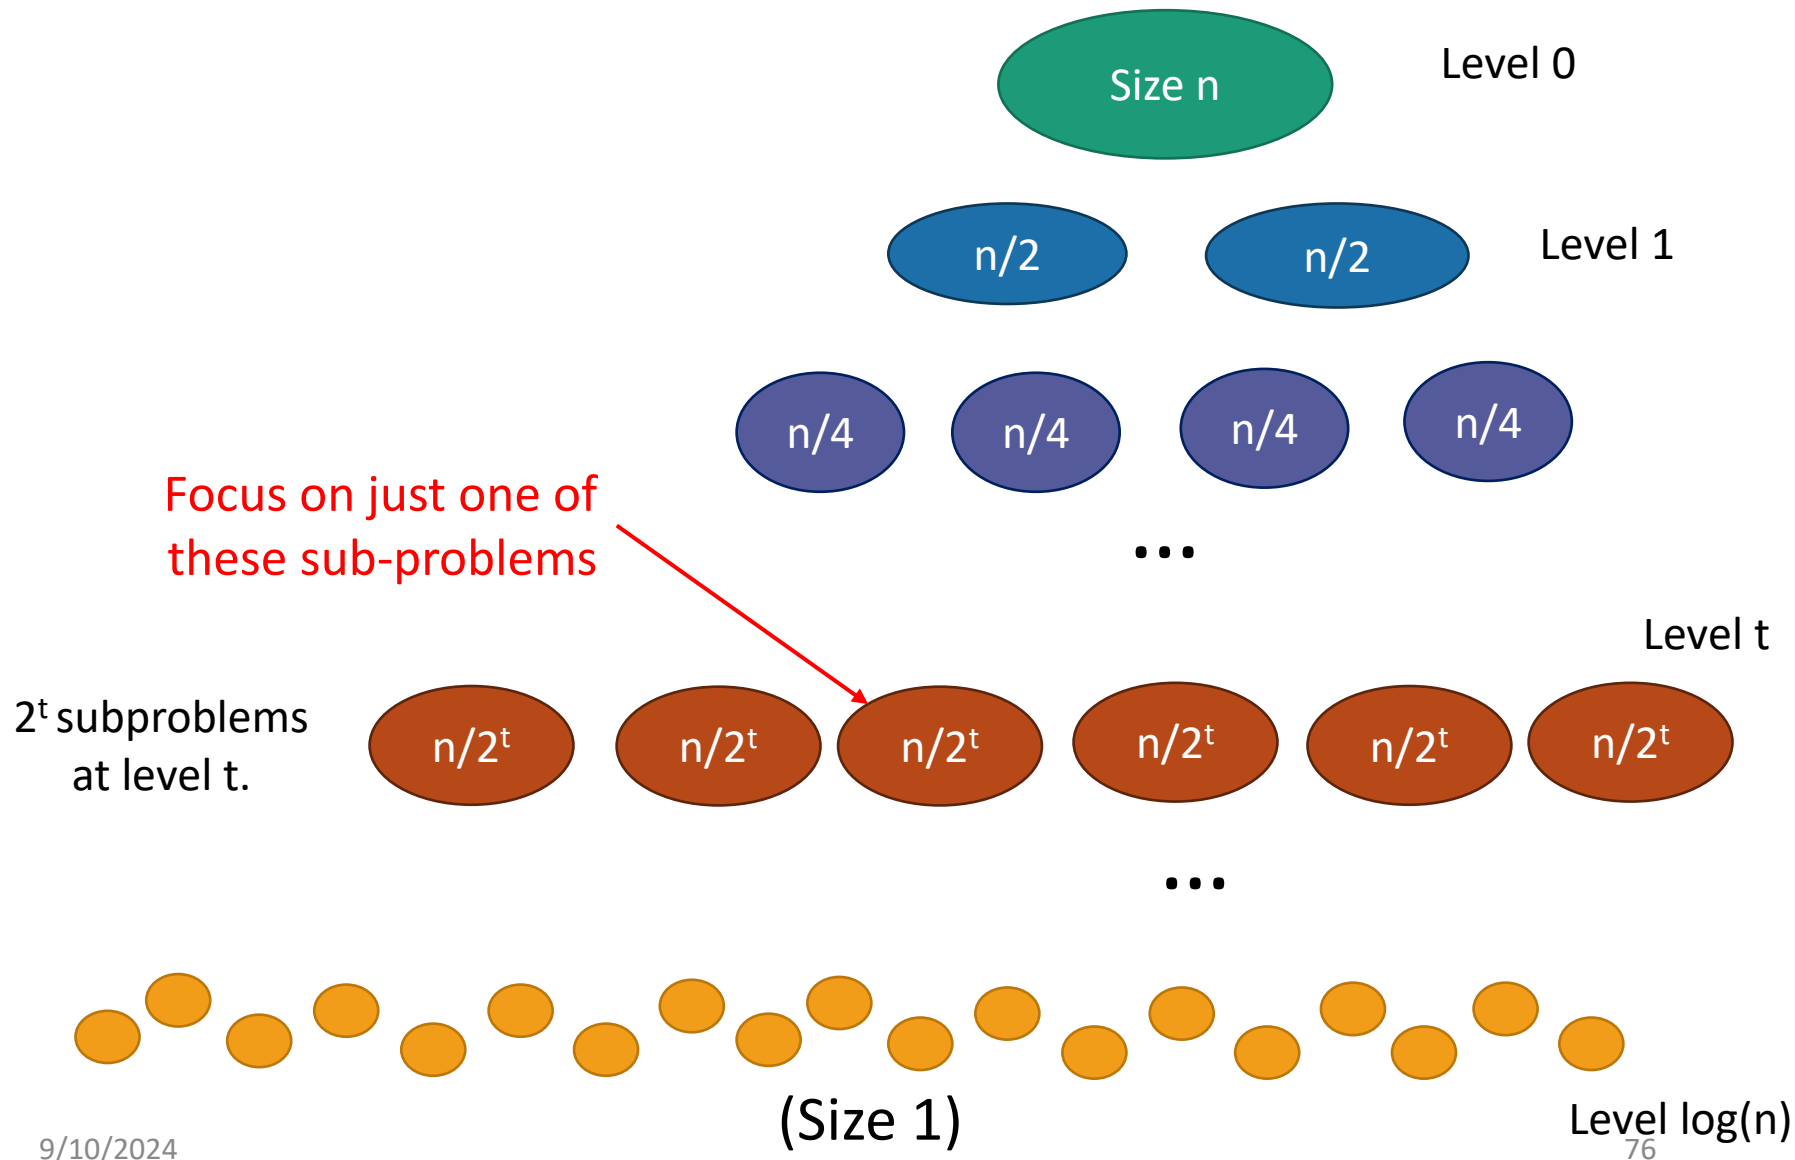 Size n
Level 0
n/2
n/2
Level 1
n/4
n/4
n/4
n/4
Focus on just one of
these sub-problems
...
Level t
2ᵗ subproblems
at level t.
n/2ᵗ
n/2ᵗ
n/2ᵗ
n/2ᵗ
n/2ᵗ
n/2ᵗ
...
(Size 1)
Level log(n)
9/10/2024
76